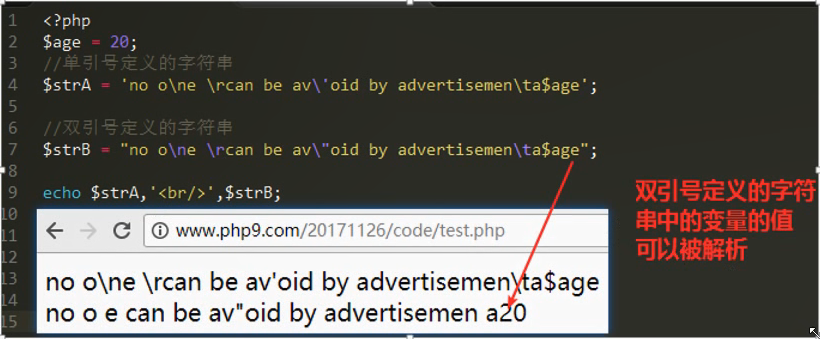 1 <?php
2 $age = 20;
3 //单引号定义的字符串
4 $strA = 'no o\ne \rcan be av\'oid by advertisemen\ta$age';
5
6 //双引号定义的字符串
7 $strB = "no o\ne \rcan be av\"oid by advertisemen\ta$age";
8
9 echo $strA,'<br/>',$strB;
10
11 www.php9.com/20171126/code/test.php
12
13 no o\ne \rcan be av'oid by advertisemen\ta$age
14 no o e can be av"oid by advertisemen a20
15
双引号定义的字符
串中的变量的值
可以被解析